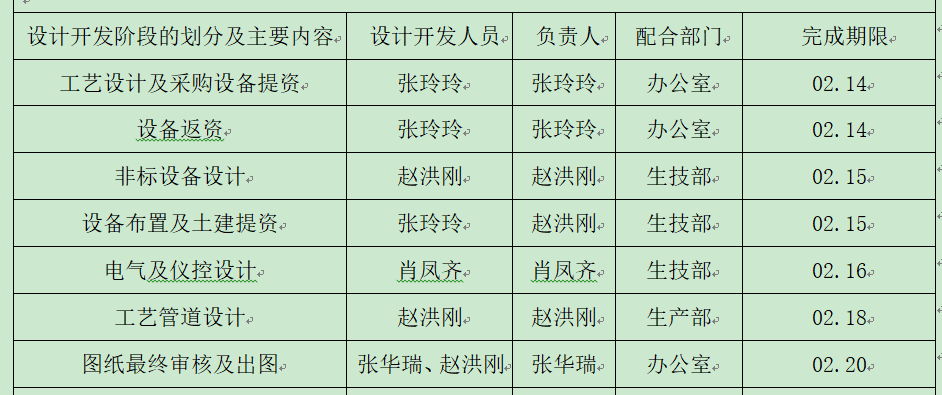 设计开发阶段的划分及主要内容 设计开发人员 负责人 配合部门 完成期限
工艺设计及采购设备提资 张玲玲 张玲玲 办公室 02.14
设备返资 张玲玲 张玲玲 办公室 02.14
非标设备设计 赵洪刚 赵洪刚 生技部 02.15
设备布置及土建提资 张玲玲 赵洪刚 生技部 02.15
电气及仪控设计 肖凤齐 肖凤齐 生技部 02.16
工艺管道设计 赵洪刚 赵洪刚 生产部 02.18
图纸最终审核及出图 张华瑞、赵洪刚 张华瑞 办公室 02.20